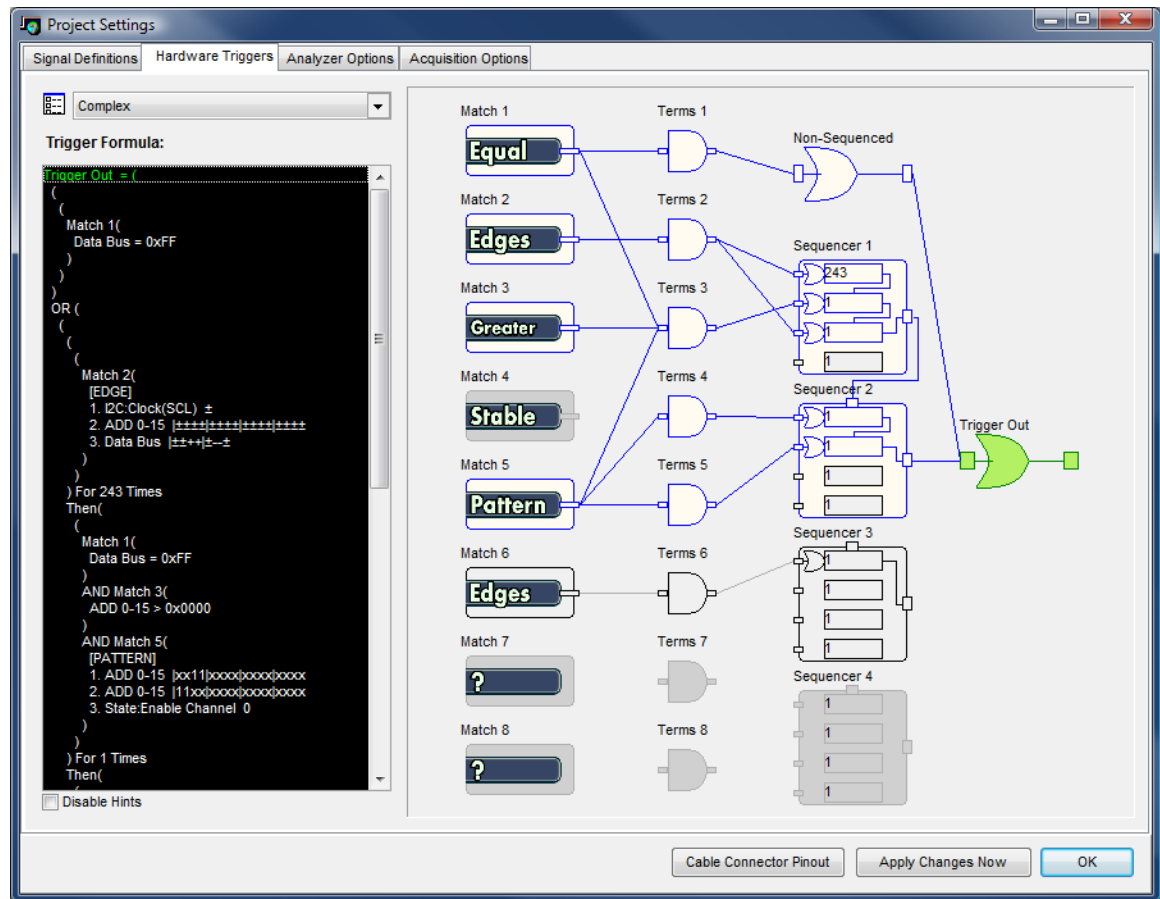 Project Settings
Signal Definitions Hardware Triggers Analyzer Options Acquisition Options
Complex
Trigger Formula:
Trigger Out = (
(
(
Match 1(
Data Bus = 0xFF
)
)
)
OR (
(
(
(
Match 2(
[EDGE]
1. I2C:Clock(SCL) ±
2. ADD 0-15 |±±±±|±±±±|±±±±|±±±±
3. Data Bus |±±++|±--±
)
)
) For 243 Times
Then(
(
Match 1(
Data Bus = 0xFF
)
AND Match 3(
ADD 0-15 > 0x0000
)
AND Match 5(
[PATTERN]
1. ADD 0-15 |xx11|xxxx|xxxx|xxxx
2. ADD 0-15 |11xx|xxxx|xxxx|xxxx
3. State:Enable Channel 0
)
)
) For 1 Times
Then(
Disable Hints
Match 1
Equal
Match 2
Edges
Match 3
Greater
Match 4
Stable
Match 5
Pattern
Match 6
Edges
Match 7
?
Match 8
?
Terms 1
Terms 2
Terms 3
Terms 4
Terms 5
Terms 6
Terms 7
Terms 8
Non-Sequenced
Sequencer 1
243
1
1
1
Sequencer 2
1
1
1
1
Sequencer 3
1
1
1
1
Sequencer 4
1
1
1
1
Trigger Out
Cable Connector Pinout Apply Changes Now OK